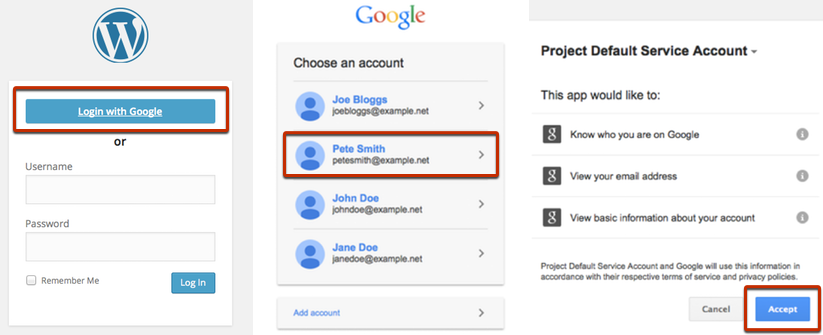 Login with Google
or
Username
Password
Remember Me
Log In
Google
Choose an account
Joe Bloggs
joebloggs@example.net
Pete Smith
petesmith@example.net
John Doe
johndoe@example.net
Jane Doe
janedoe@example.net
Add account
Project Default Service Account
This app would like to:
Know who you are on Google
View your email address
View basic information about your account
Project Default Service Account and Google will use this information in
accordance with their respective terms of service and privacy policies.
Cancel
Accept